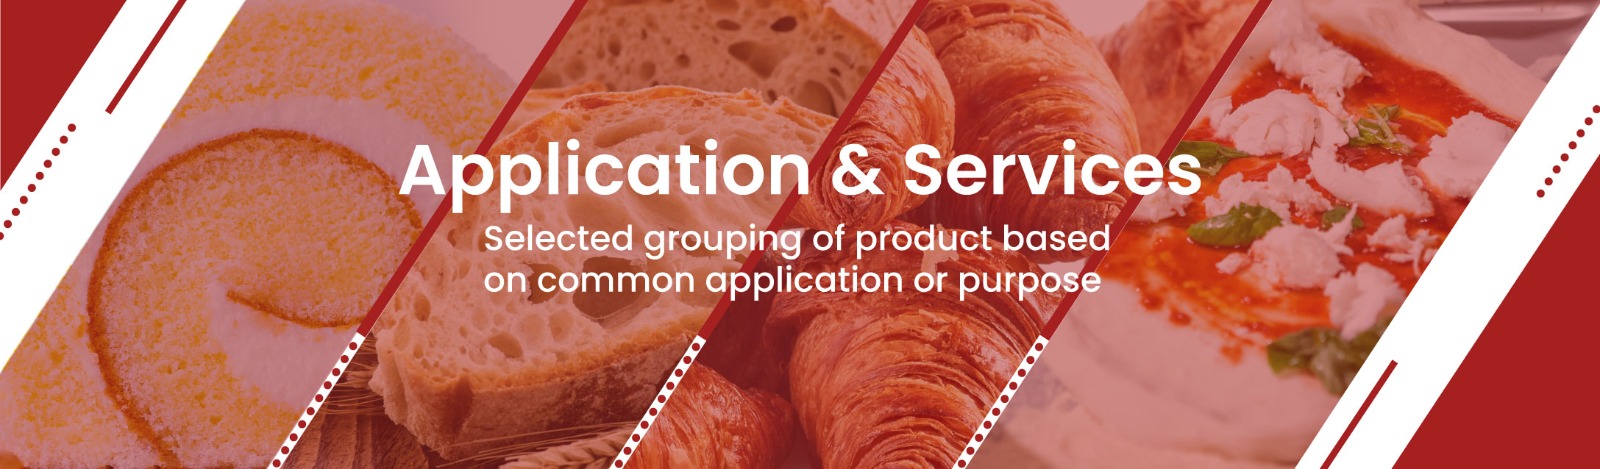 Application & Services
Selected grouping of product based
on common application or purpose